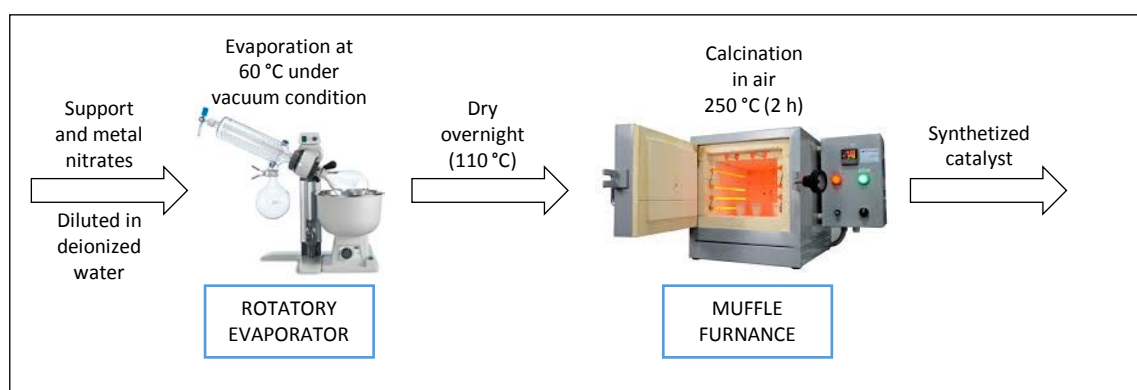 Support
and metal
nitrates
Diluted in
deionized
water
Evaporation at
60 °C under
vacuum condition
ROTATORY
EVAPORATOR
Dry
overnight
(110 °C)
Calcination
in air
250 °C (2 h)
MUFFLE
FURNANCE
Synthetized
catalyst